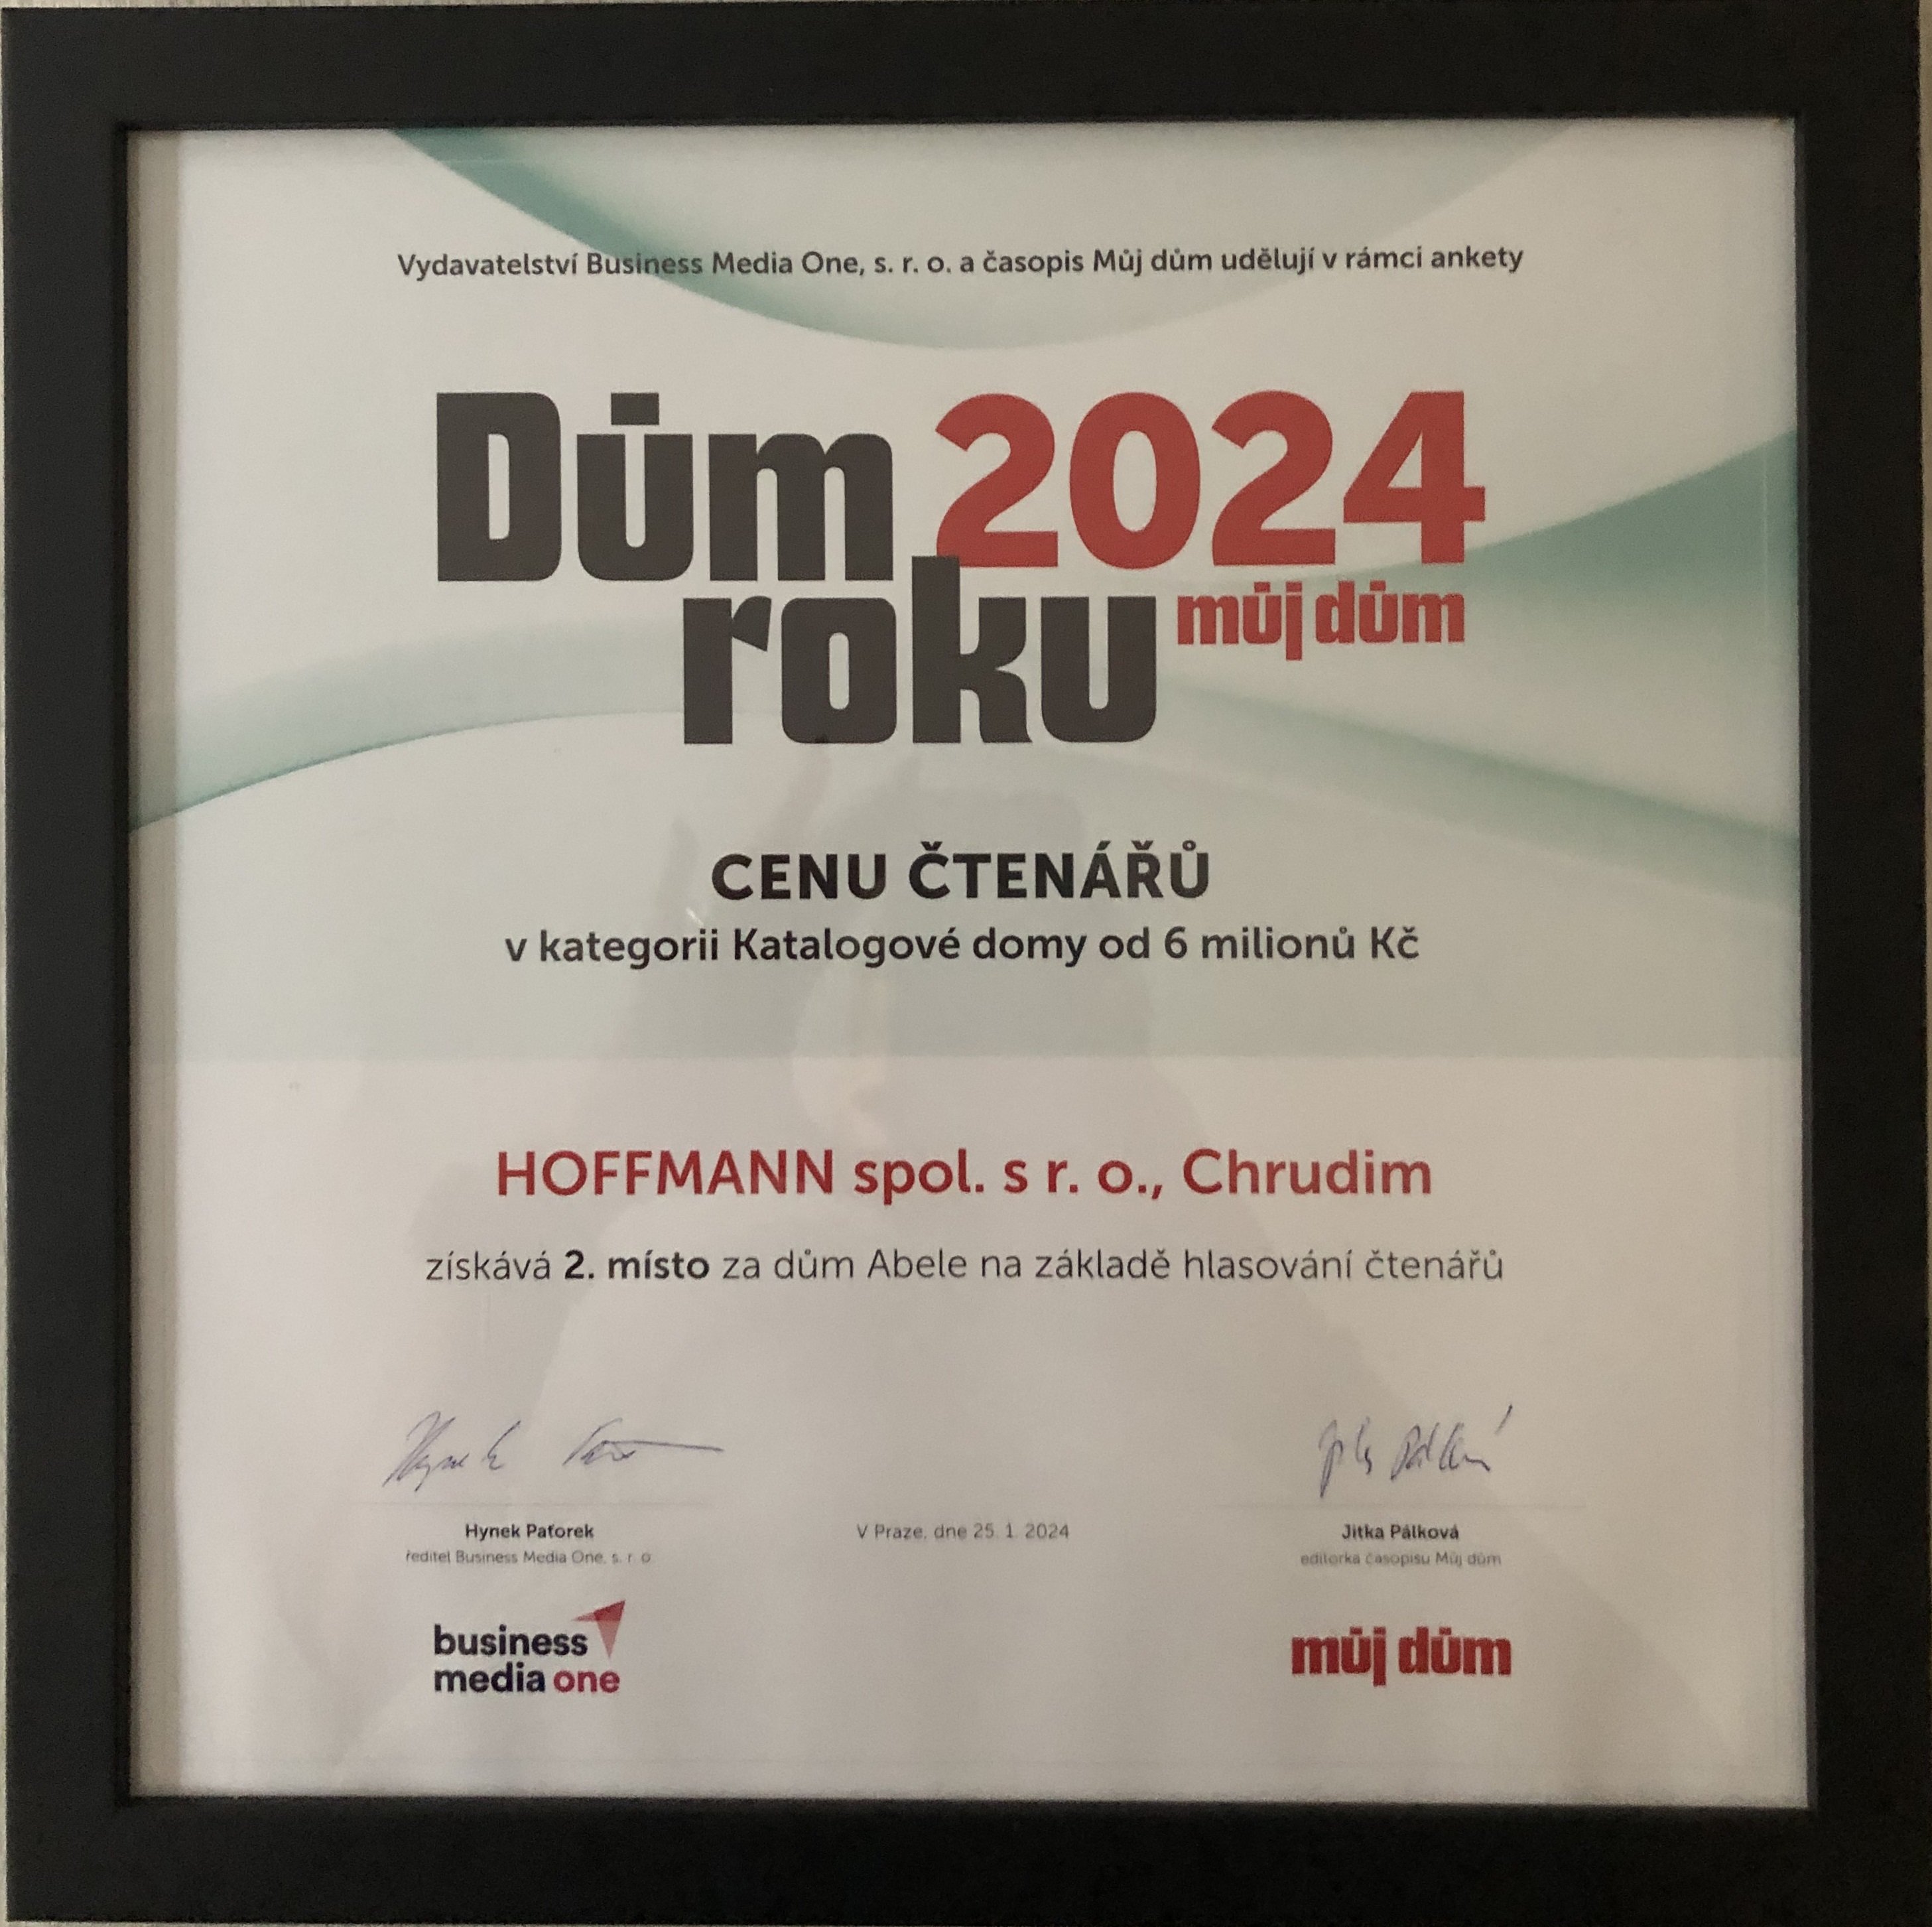 Vydavatelství Business Media One, s. r. o. a časopis Můj dům udělují v rámci ankety
Dům 2024
roku můj dům
CENU ČTENÁŘŮ
v kategorii Katalogové domy od 6 milionů Kč
HOFFMANN spol. s r. o., Chrudim
získává 2. místo za dům Abele na základě hlasování čtenářů
Hynek Paťorek
ředitel Business Media One, s. r. o.
V Praze, dne 25. 1. 2024
Jitka Pálková
editorka časopisu Můj dům
business
media one
můj dům